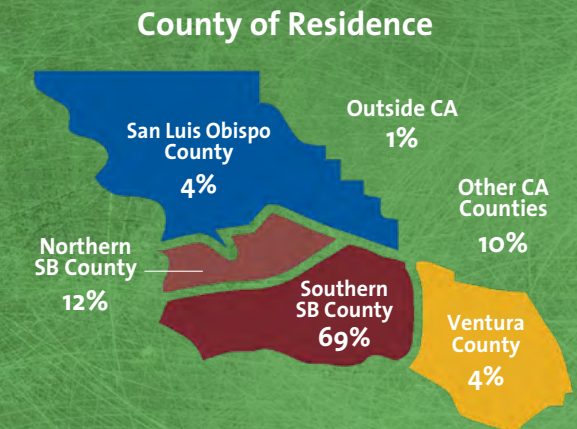 County of Residence
San Luis Obispo
County
4%
Outside CA
1%
Other CA
Counties
10%
Northern
SB County
12%
Southern
SB County
69%
Ventura
County
4%